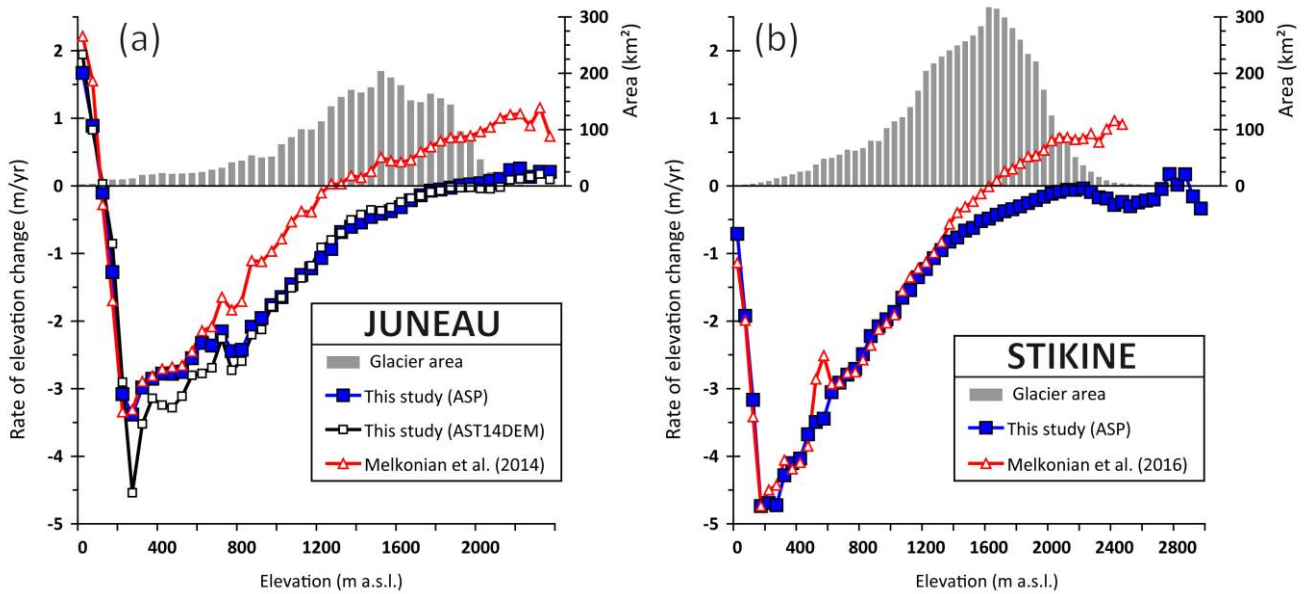 (a)
Rate of elevation change (m/yr)
2
1
0
-1
-2
-3
-4
-5
300
200
100
0
Area (km²)
JUNEAU
Glacier area
This study (ASP)
This study (AST14DEM)
Melkonian et al. (2014)
0 400 800 1200 1600 2000
Elevation (m a.s.l.)
(b)
Rate of elevation change (m/yr)
2
1
0
-1
-2
-3
-4
-5
300
200
100
0
Area (km²)
STIKINE
Glacier area
This study (ASP)
Melkonian et al. (2016)
0 400 800 1200 1600 2000 2400 2800
Elevation (m a.s.l.)